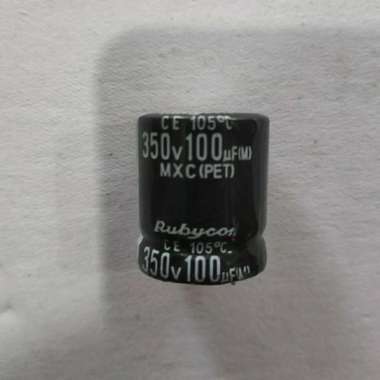 CE 105°C
350V100µF(M)
MXC(PET)
Rubycon
CE 105°C
350V100µF(M)